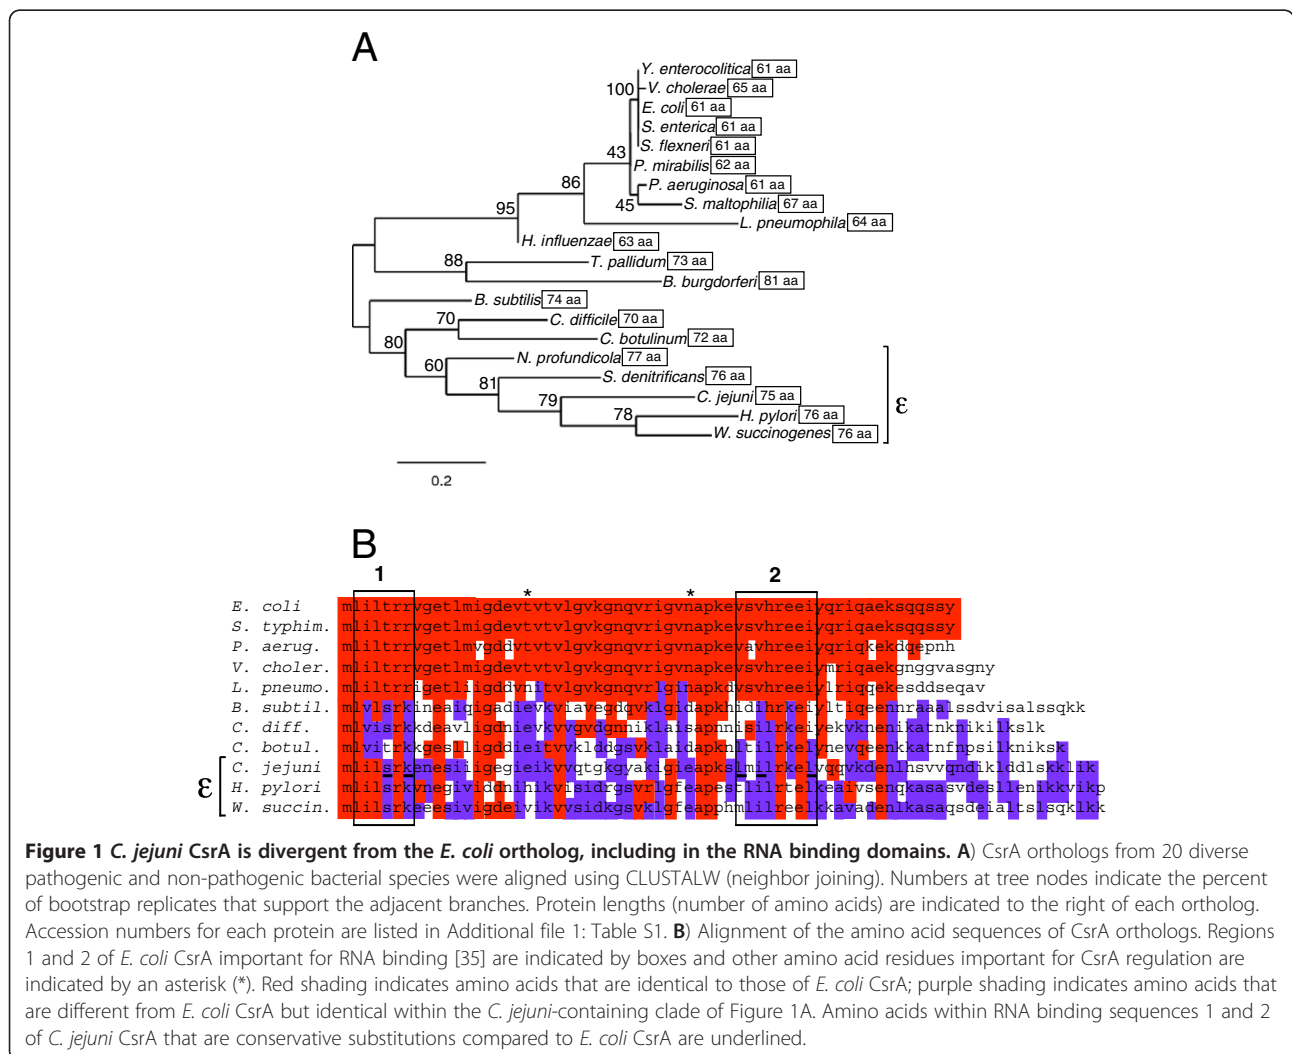 A
Y. enterocolitica 61 aa
100
V. cholerae 65 aa
E. coli 61 aa
S. enterica 61 aa
S. flexneri 61 aa
43
P. mirabilis 62 aa
86
P. aeruginosa 61 aa
45
S. maltophilia 67 aa
95
L. pneumophila 64 aa
H. influenzae 63 aa
88
T. pallidum 73 aa
B. burgdorferi 81 aa
B. subtilis 74 aa
70
C. difficile 70 aa
80
C. botulinum 72 aa
60
N. profundicola 77 aa
81
S. denitrificans 76 aa
79
C. jejuni 75 aa
ε
78
H. pylori 76 aa
W. succinogenes 76 aa
0.2
B
1 2
* *
E. coli mliltrrvgetlmigdevtvtvlgvkgnqvrigvnapkevsvhreeiyqriqaeksqqssy
S. typhim. mliltrrvgetlmigdevtvtvlgvkgnqvrigvnapkevsvhreeiyqriqaeksqqssy
P. aerug. mliltrrvgetlmvgddvtvtvlgvkgnqvrigvnapkevavhreeiyqriqkekdqepnh
V. choler. mliltrrvgetlmigdevtvtvlgvkgnqvrigvnapkevsvhreeiymriqaekgnggvasgny
L. pneumo. mliltrrigetliigddvnitvlgvkgnqvrlginapkdvsvhreeiylriqqekesddseqav
B. subtil. mlvlsrkineaiqigadievkviavegdqvklgidapkhidihrkeiyltiqeennraaalssdvisalssqkk
C. diff. mlvisrkkdeavligdnievkvvgvdgnniklaisapnnisilrkeiyekvknenikatnknikilkslk
C. botul. mlvitrkkgesiligddieitvvklddgsvklaidapknltilrkelynevqeenkkatnfnpsilkniksk
C. jejuni mlilsrkenesiiigegieikvvqtgkgyakigieapkslmilrkelvqqvkdenlhsvvqndiklddlskklik
ε
H. pylori mlilsrkvnegividdnihikvisidrgsvrlgfeapestlilrtelkeaivsenqkasasvdeslleni kkvikp
W. succin. mlilsrkeeesivigdeivikvvsidkgsvklgfeapphmlilreelkkavadenlkasaqsdeialtslsqklkk
Figure 1 C. jejuni CsrA is divergent from the E. coli ortholog, including in the RNA binding domains. A) CsrA orthologs from 20 diverse
pathogenic and non-pathogenic bacterial species were aligned using CLUSTALW (neighbor joining). Numbers at tree nodes indicate the percent
of bootstrap replicates that support the adjacent branches. Protein lengths (number of amino acids) are indicated to the right of each ortholog.
Accession numbers for each protein are listed in Additional file 1: Table S1. B) Alignment of the amino acid sequences of CsrA orthologs. Regions
1 and 2 of E. coli CsrA important for RNA binding [35] are indicated by boxes and other amino acid residues important for CsrA regulation are
indicated by an asterisk (*). Red shading indicates amino acids that are identical to those of E. coli CsrA; purple shading indicates amino acids that
are different from E. coli CsrA but identical within the C. jejuni-containing clade of Figure 1A. Amino acids within RNA binding sequences 1 and 2
of C. jejuni CsrA that are conservative substitutions compared to E. coli CsrA are underlined.